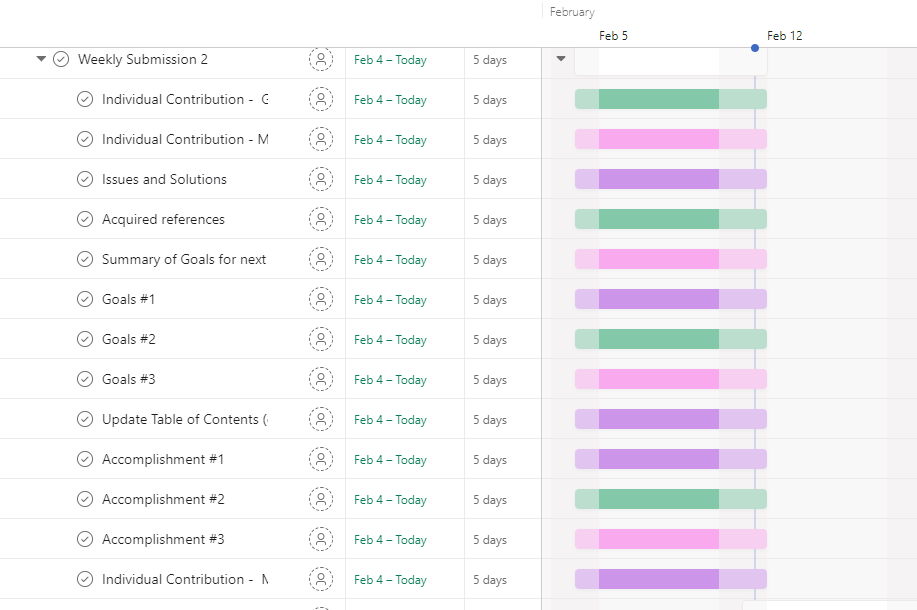 February
Feb 5 Feb 12
Weekly Submission 2 Feb 4 – Today 5 days
Individual Contribution - G Feb 4 – Today 5 days
Individual Contribution - M Feb 4 – Today 5 days
Issues and Solutions Feb 4 – Today 5 days
Acquired references Feb 4 – Today 5 days
Summary of Goals for next Feb 4 – Today 5 days
Goals #1 Feb 4 – Today 5 days
Goals #2 Feb 4 – Today 5 days
Goals #3 Feb 4 – Today 5 days
Update Table of Contents ( Feb 4 – Today 5 days
Accomplishment #1 Feb 4 – Today 5 days
Accomplishment #2 Feb 4 – Today 5 days
Accomplishment #3 Feb 4 – Today 5 days
Individual Contribution - M Feb 4 – Today 5 days